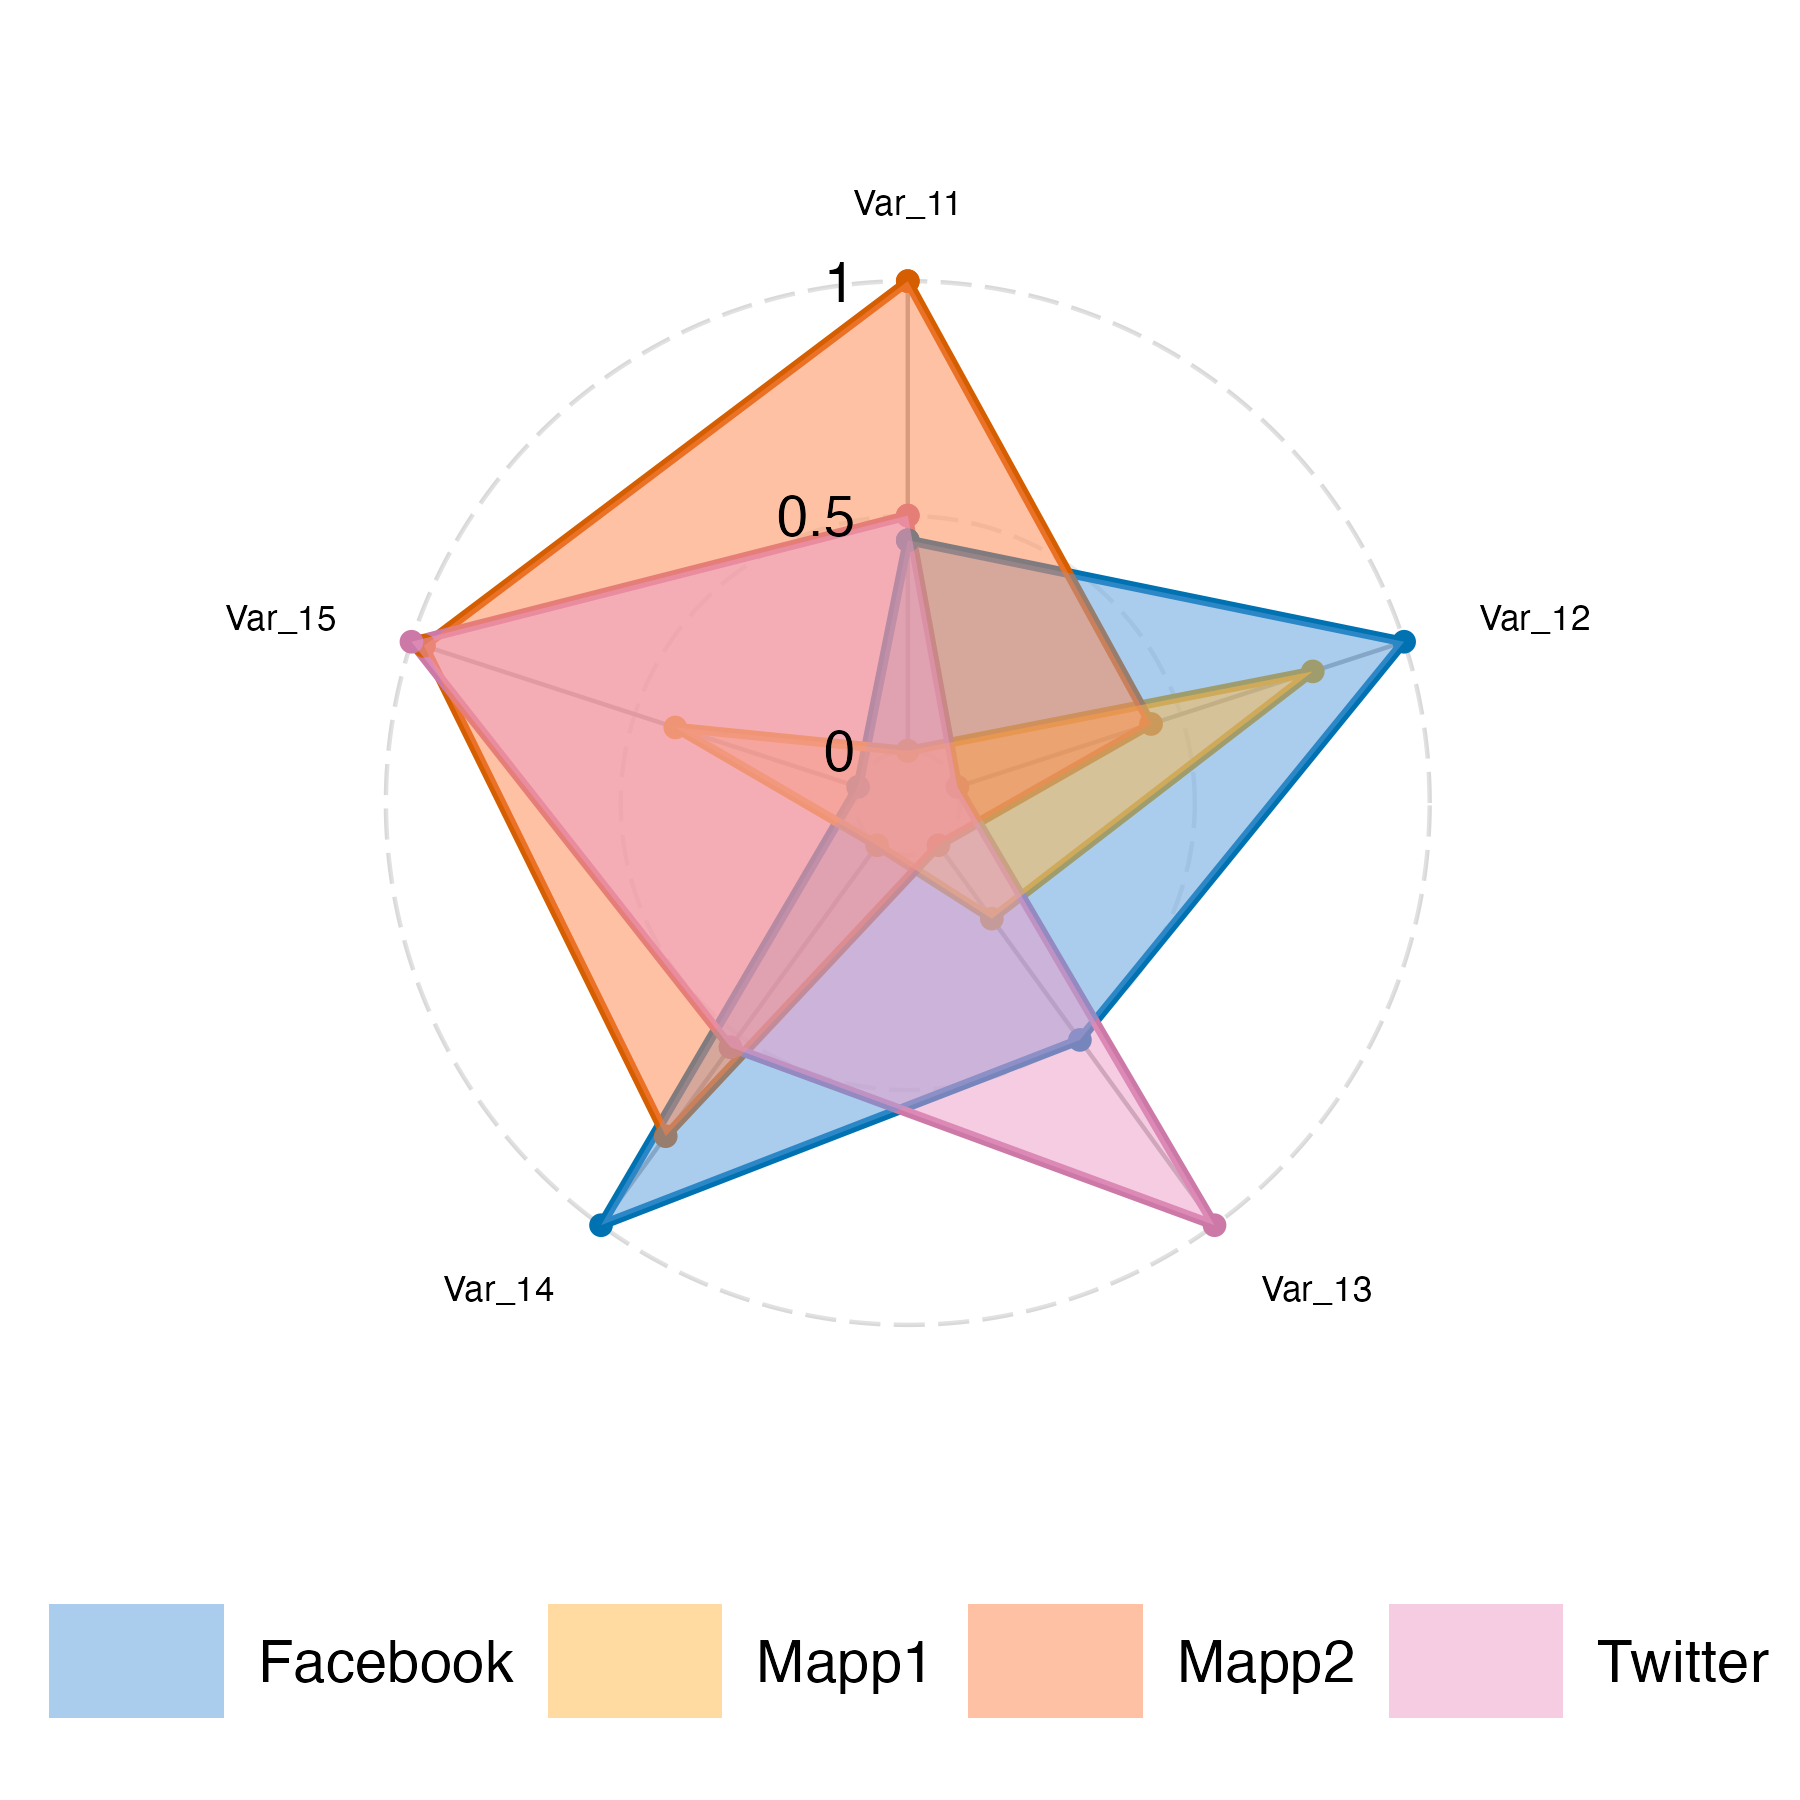 Var_11
1
0.5
Var_15
Var_12
0
Var_14
Var_13
Facebook
Mapp1
Mapp2
Twitter